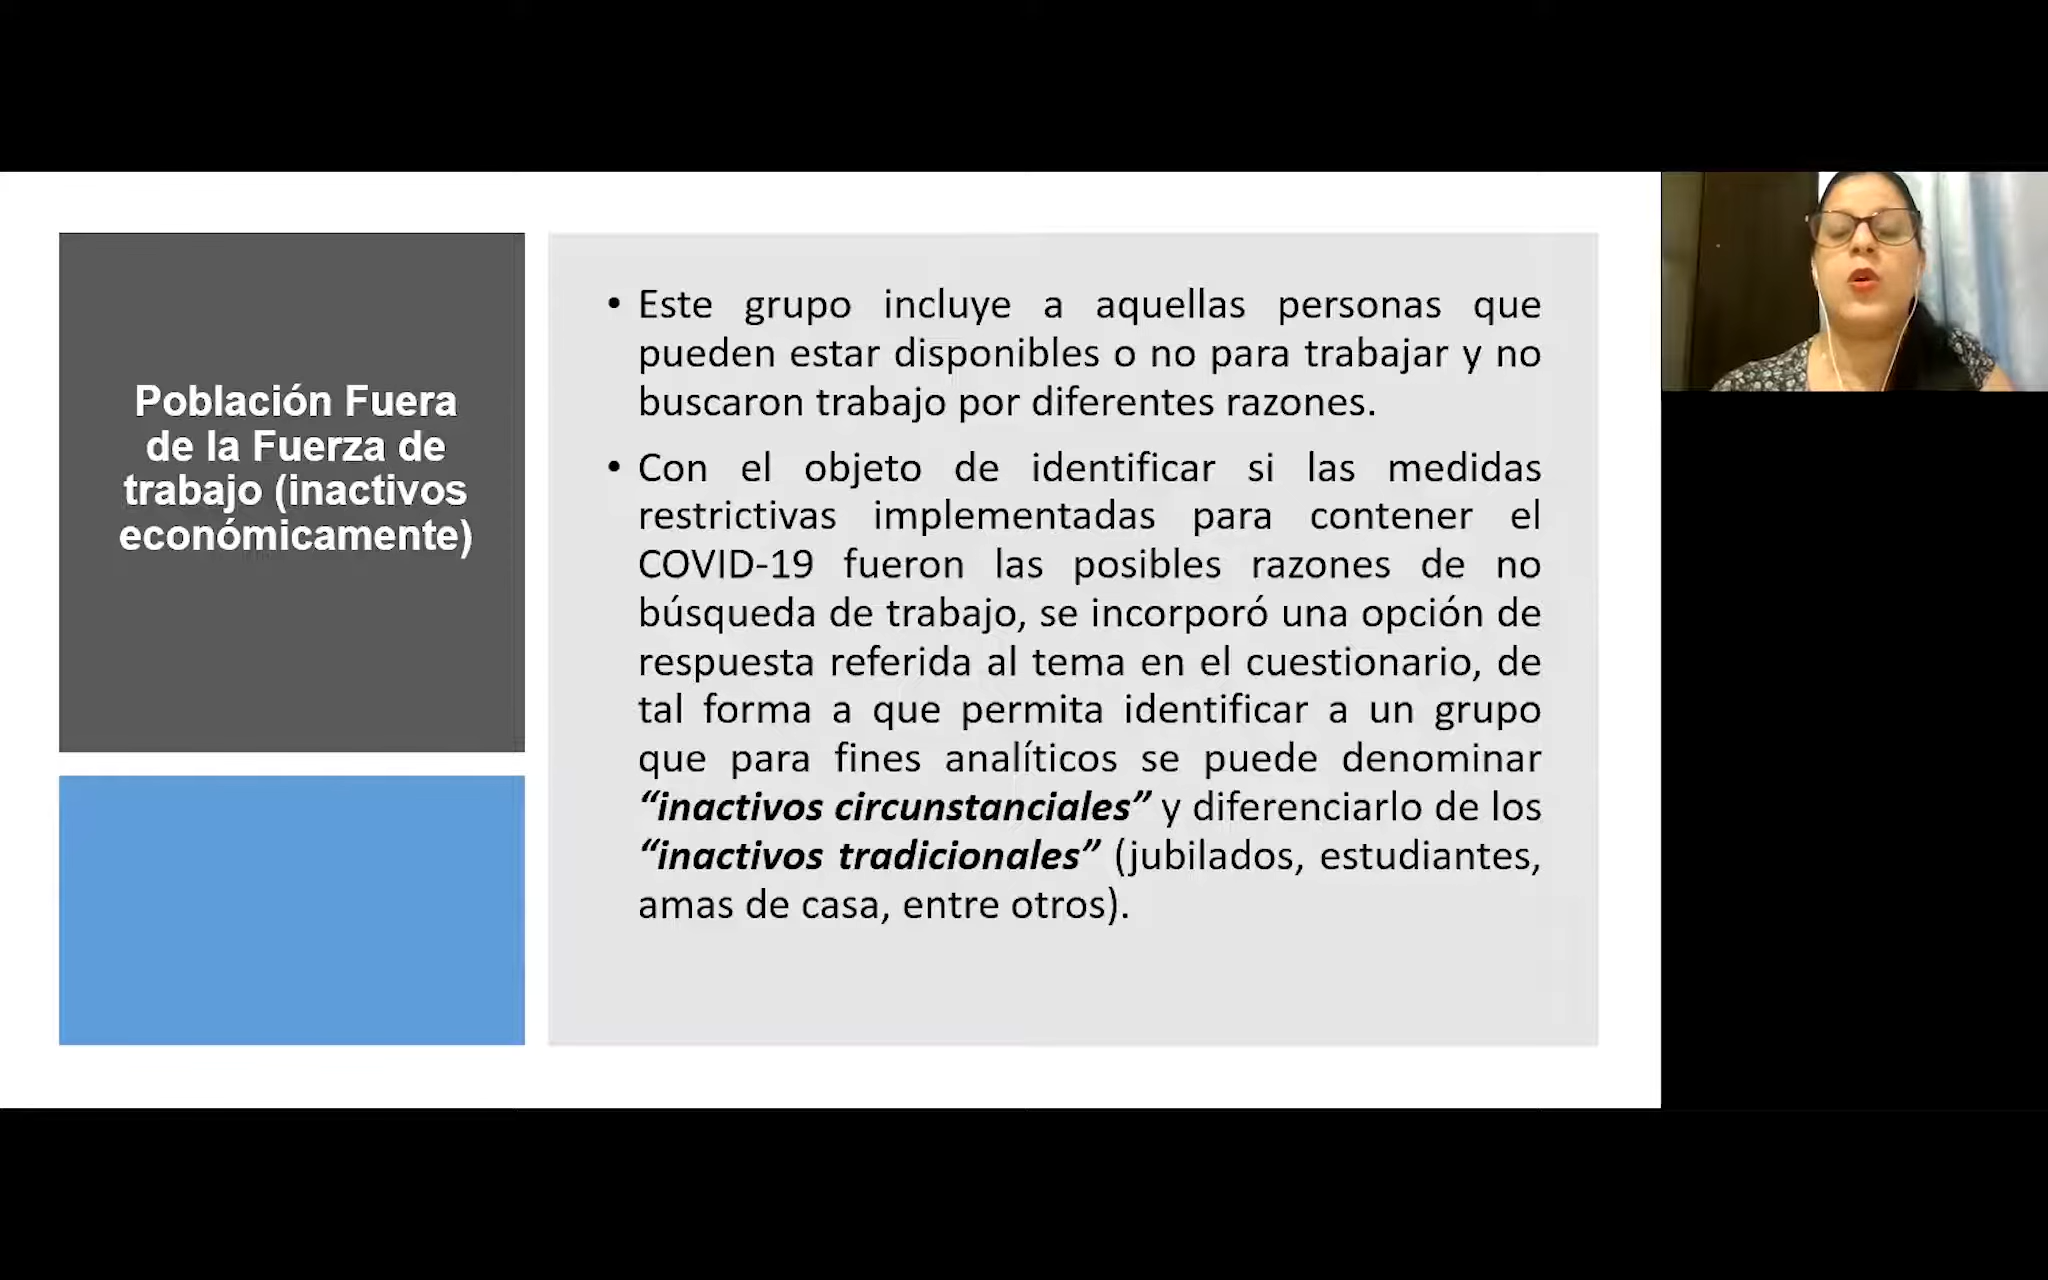 Población Fuera
de la Fuerza de
trabajo (inactivos
económicamente)
• Este grupo incluye a aquellas personas que
pueden estar disponibles o no para trabajar y no
buscaron trabajo por diferentes razones.
• Con el objeto de identificar si las medidas
restrictivas implementadas para contener el
COVID-19 fueron las posibles razones de no
búsqueda de trabajo, se incorporó una opción de
respuesta referida al tema en el cuestionario, de
tal forma a que permita identificar a un grupo
que para fines analíticos se puede denominar
“inactivos circunstanciales” y diferenciarlo de los
“inactivos tradicionales” (jubilados, estudiantes,
amas de casa, entre otros).